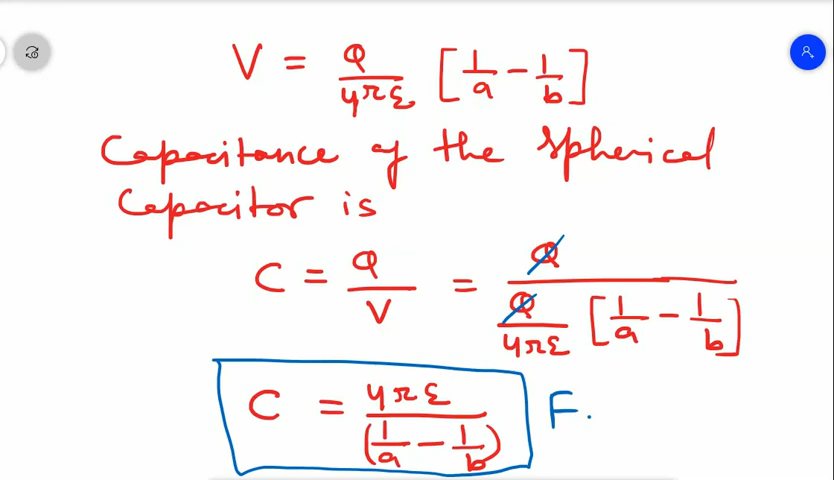 V = Q/4πε [1/a − 1/b]
Capacitance of the Spherical
Capacitor is
C = Q/V = Q/(Q/4πε [1/a − 1/b])
C = 4πε/(1/a − 1/b) F.